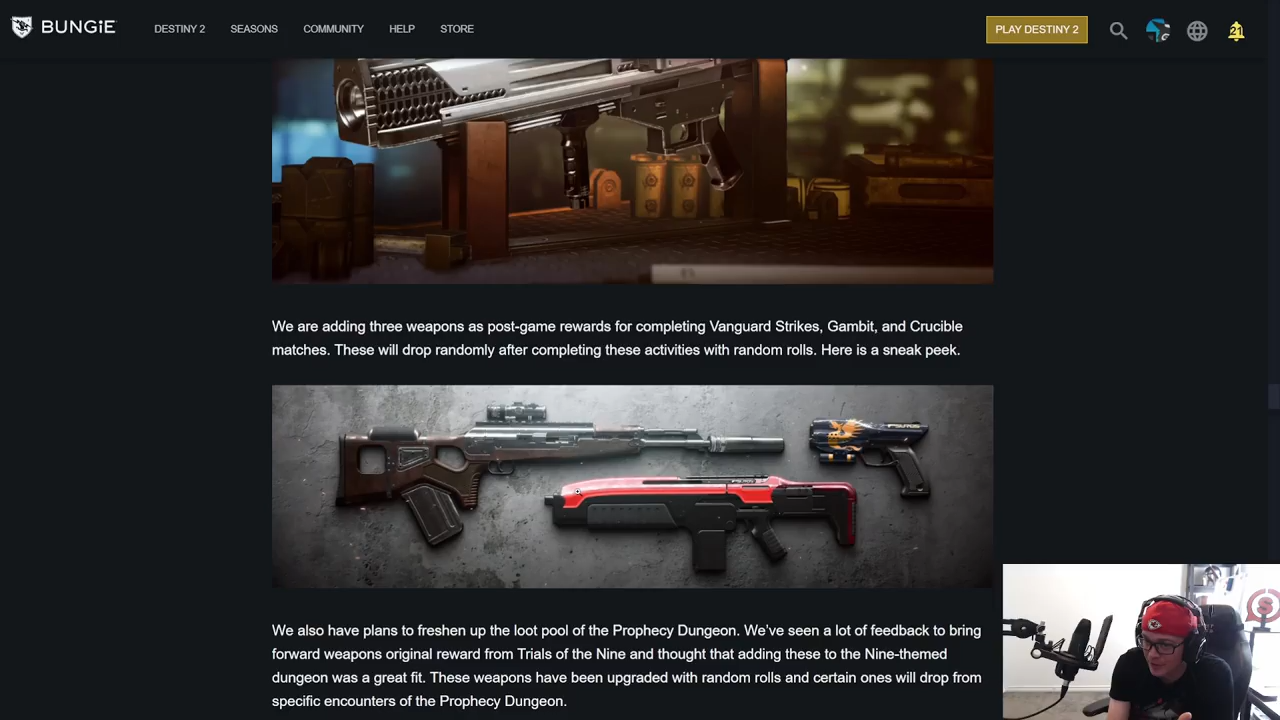 BUNGiE DESTINY 2 SEASONS COMMUNITY HELP STORE PLAY DESTINY 2 21
We are adding three weapons as post-game rewards for completing Vanguard Strikes, Gambit, and Crucible
matches. These will drop randomly after completing these activities with random rolls. Here is a sneak peek.
We also have plans to freshen up the loot pool of the Prophecy Dungeon. We've seen a lot of feedback to bring
forward weapons original reward from Trials of the Nine and thought that adding these to the Nine-themed
dungeon was a great fit. These weapons have been upgraded with random rolls and certain ones will drop from
specific encounters of the Prophecy Dungeon.